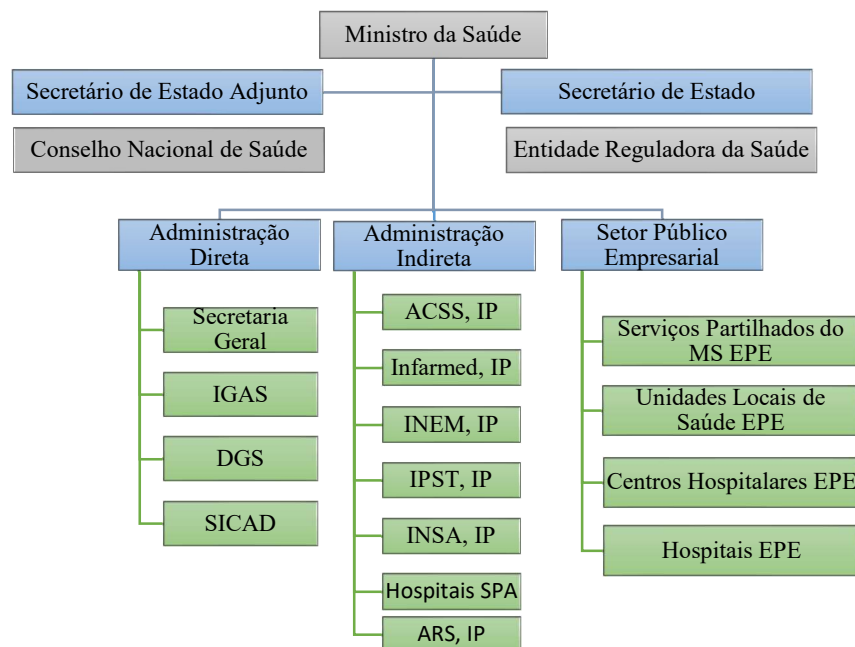 Ministro da Saúde
Secretário de Estado Adjunto
Secretário de Estado
Conselho Nacional de Saúde
Entidade Reguladora da Saúde
Administração
Direta
Administração
Indireta
Setor Público
Empresarial
Secretaria
Geral
IGAS
DGS
SICAD
ACSS, IP
Infarmed, IP
INEM, IP
IPST, IP
INSA, IP
Hospitais SPA
ARS, IP
Serviços Partilhados do
MS EPE
Unidades Locais de
Saúde EPE
Centros Hospitalares EPE
Hospitais EPE